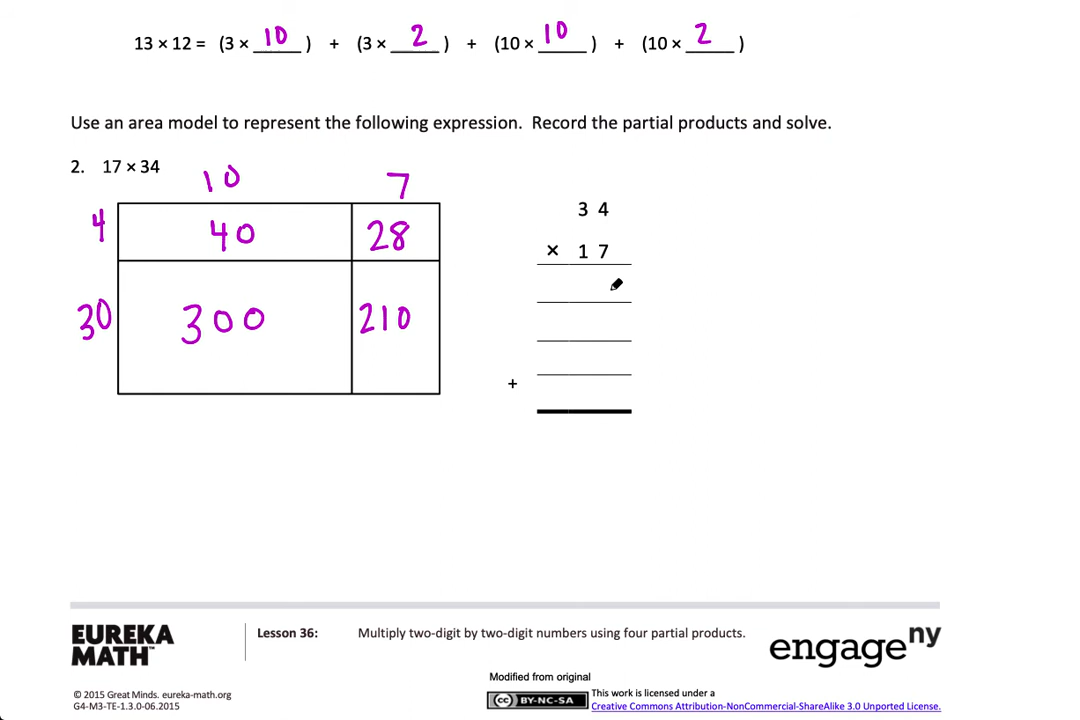 13 × 12 = (3 × 10 ) + (3 × 2 ) + (10 × 10 ) + (10 × 2 )
Use an area model to represent the following expression. Record the partial products and solve.
2. 17 × 34
10 7
4 40 28
30 300 210
3 4
× 1 7
+
EUREKA
MATH™
Lesson 36: Multiply two-digit by two-digit numbers using four partial products.
engageny
Modified from original
© 2015 Great Minds. eureka-math.org
G4-M3-TE-1.3.0-06.2015
cc BY-NC-SA
This work is licensed under a
Creative Commons Attribution-NonCommercial-ShareAlike 3.0 Unported License.